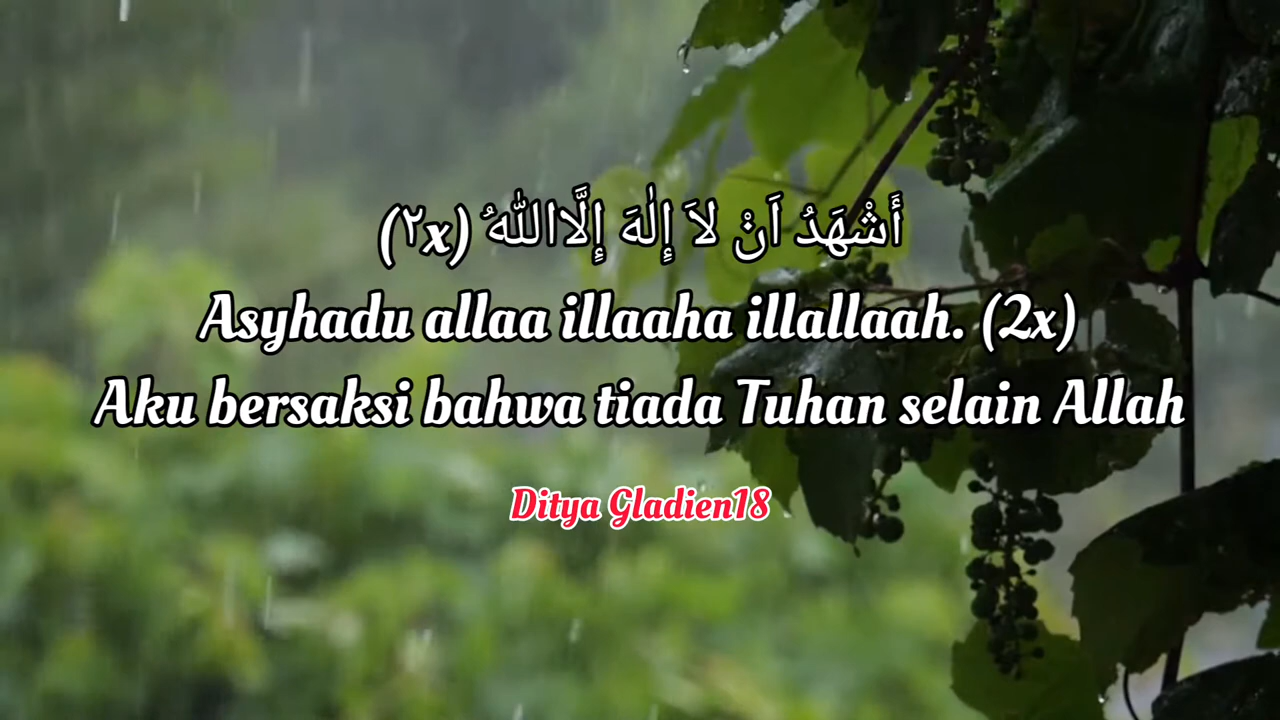 أَشْهَدُ اَنْ لاَ إِلٰهَ إِلَّااللّٰهُ (٢x)
Asyhadu allaa illaaha illallaah. (2x)
Aku bersaksi bahwa tiada Tuhan selain Allah
Ditya Gladien18